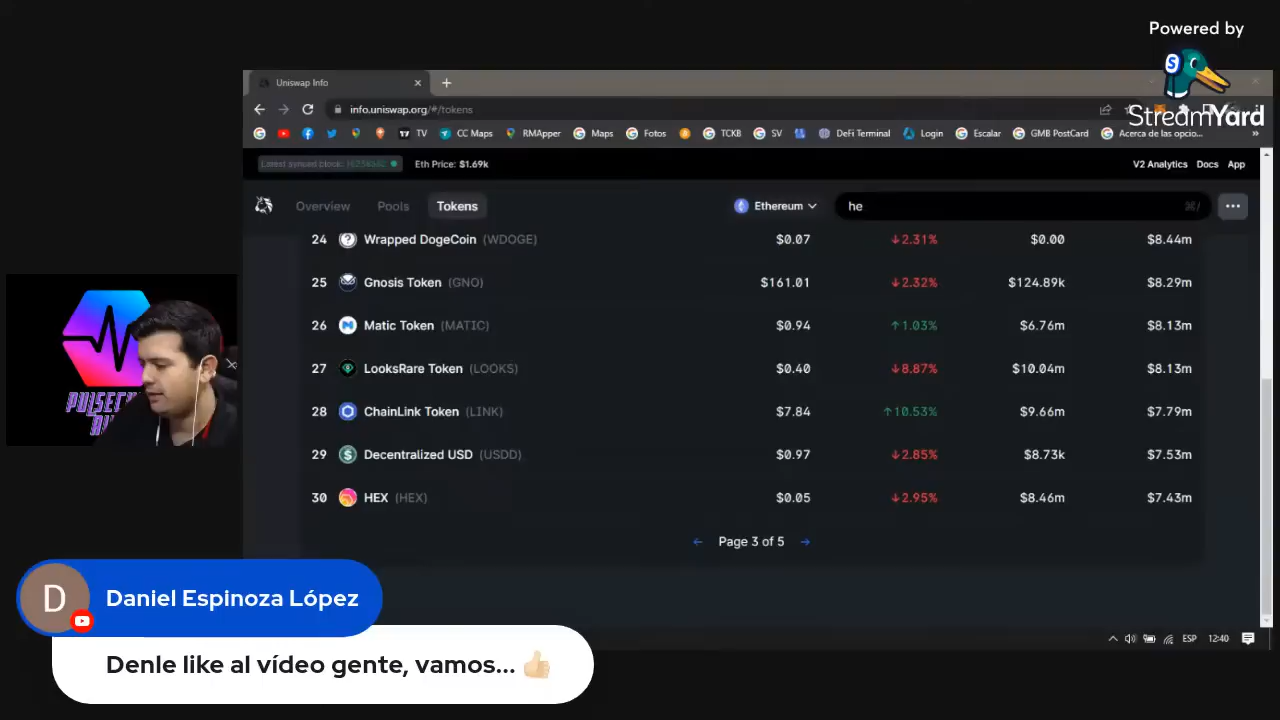 Powered by
StreamYard
Uniswap Info
info.uniswap.org/#/tokens
TV CC Maps RMApper Maps Fotos TCKB SV DeFi Terminal Login Escalar GMB PostCard Acerca de las opcio...
Latest synced block: Eth Price: $1.69k V2 Analytics Docs App
Overview Pools Tokens Ethereum he
24 Wrapped DogeCoin (WDOGE) $0.07 ↓2.31% $0.00 $8.44m
25 Gnosis Token (GNO) $161.01 ↓2.32% $124.89k $8.29m
26 Matic Token (MATIC) $0.94 ↑1.03% $6.76m $8.13m
27 LooksRare Token (LOOKS) $0.40 ↓8.87% $10.04m $8.13m
28 ChainLink Token (LINK) $7.84 ↑10.53% $9.66m $7.79m
29 Decentralized USD (USDD) $0.97 ↓2.85% $8.73k $7.53m
30 HEX (HEX) $0.05 ↓2.95% $8.46m $7.43m
← Page 3 of 5 →
ESP 12:40
D Daniel Espinoza López
Denle like al vídeo gente, vamos... 👍🏻